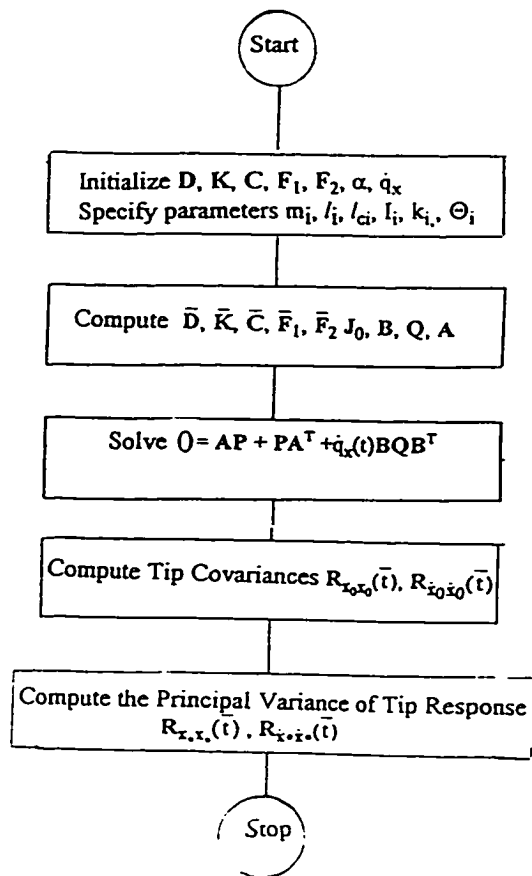 Start
Initialize D, K, C, F₁, F₂, α, q̇ₓ
Specify parameters mᵢ, lᵢ, l_ci, Iᵢ, kᵢ, Θᵢ
Compute D̄, K̄, C̄, F̄₁, F̄₂ J₀, B, Q, A
Solve 0 = AP + PAᵀ + q̇ₓ(t)BQBᵀ
Compute Tip Covariances R_x₀x₀(t̄), R_ẋ₀ẋ₀(t̄)
Compute the Principal Variance of Tip Response
R_x*x*(t̄), R_ẋ*ẋ*(t̄)
Stop